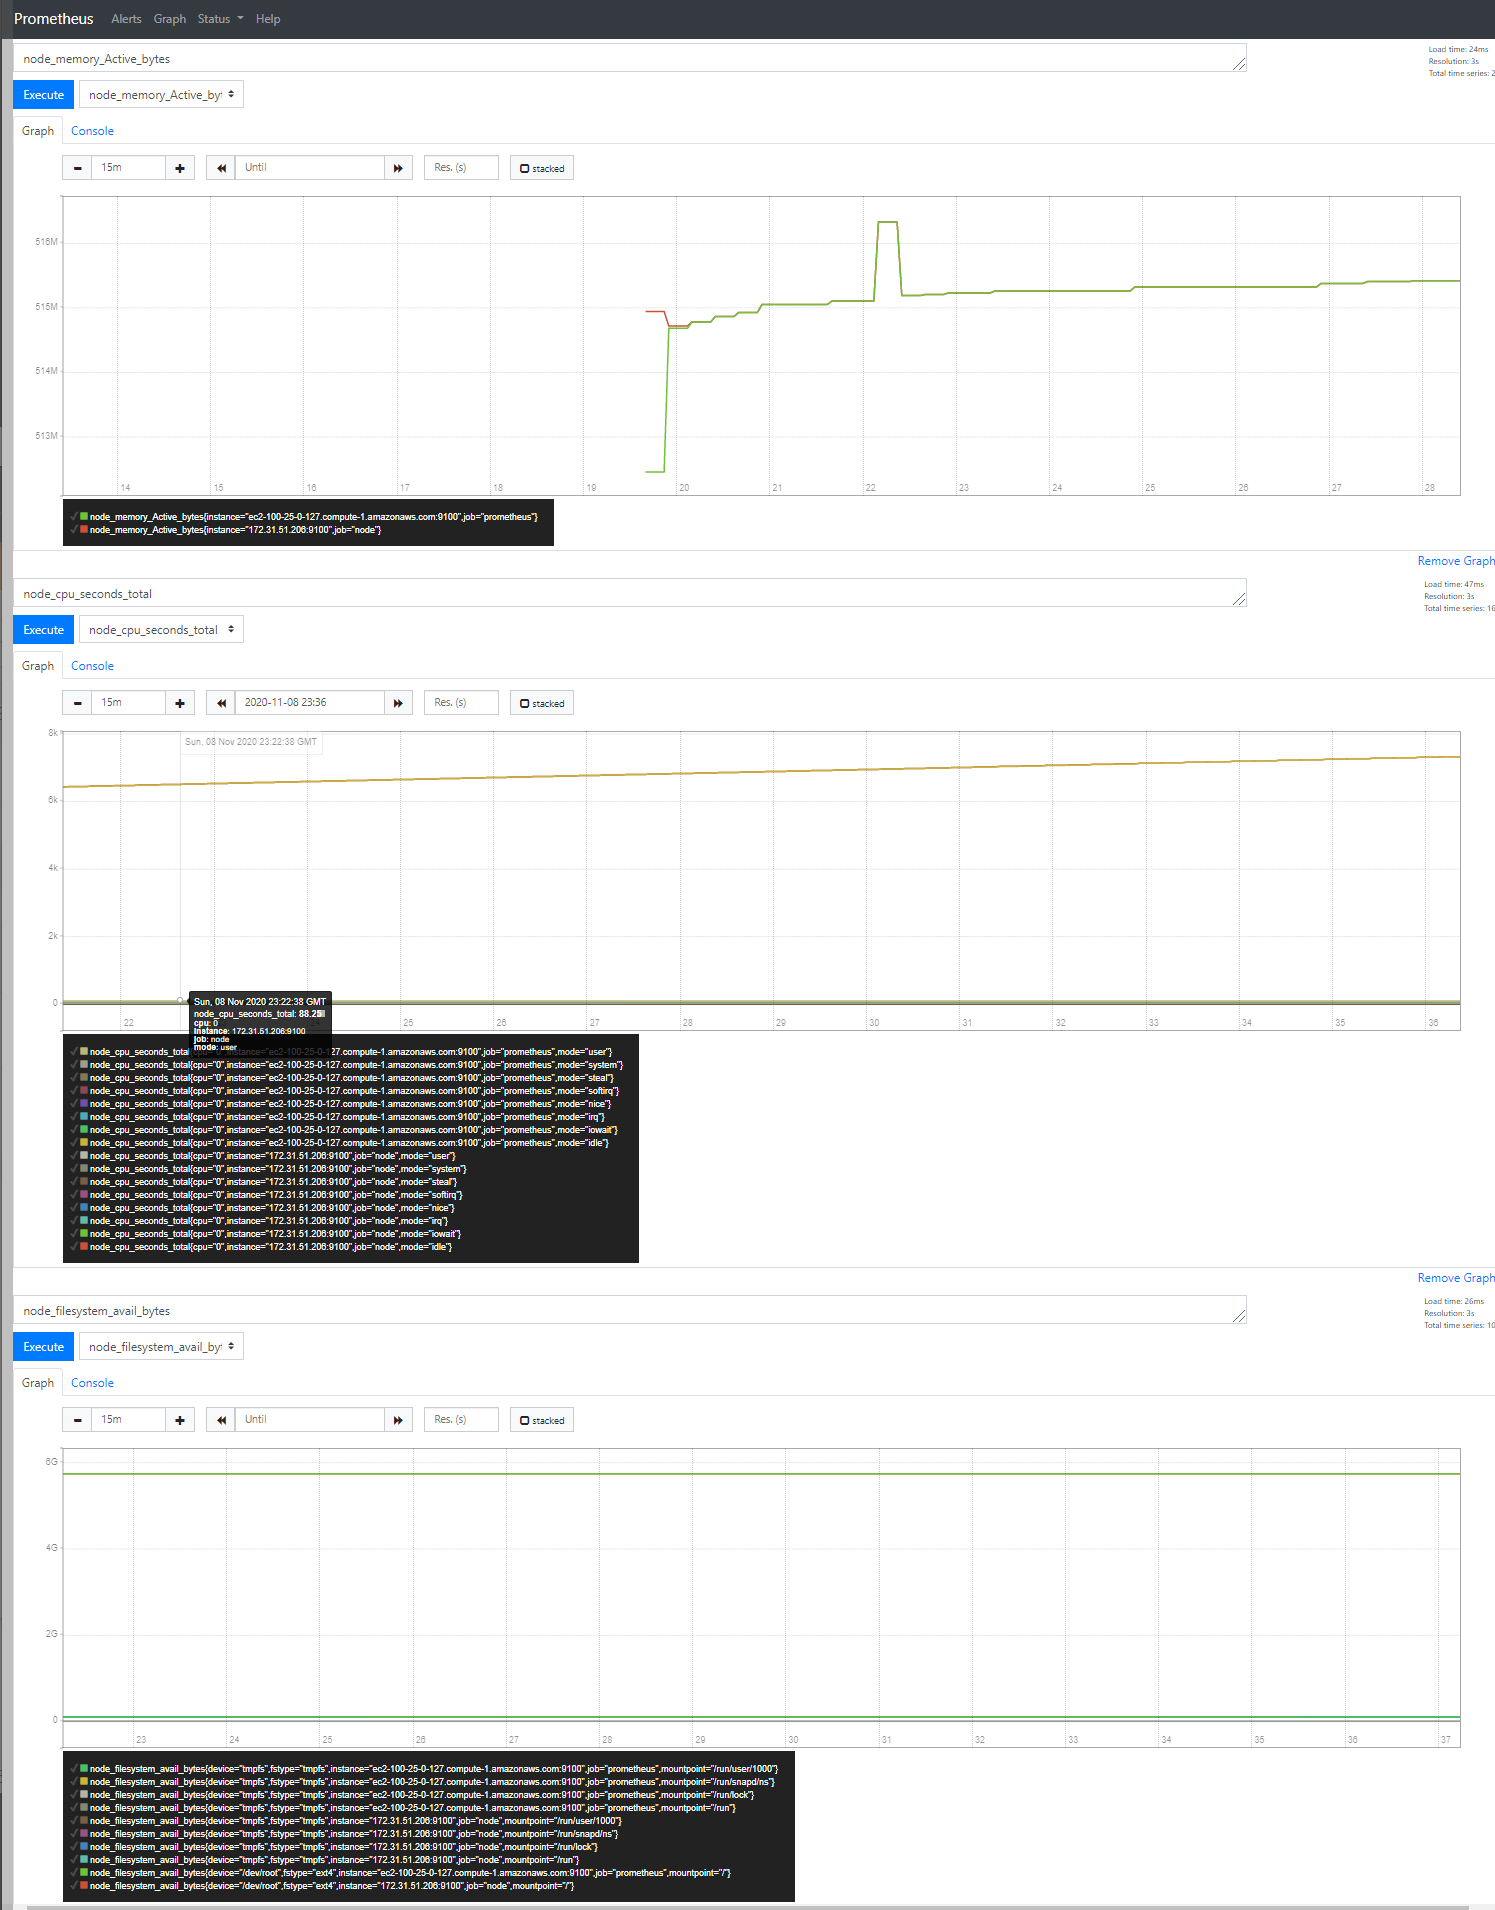 Prometheus Alerts Graph Status Help
node_memory_Active_bytes
Load time: 24ms
Resolution: 3s
Total time series: 2
Execute node_memory_Active_by
Graph Console
15m Until Res. (s) stacked
516M
515M
514M
513M
14 15 16 17 18 19 20 21 22 23 24 25 26 27 28
node_memory_Active_bytes{instance="ec2-100-25-0-127.compute-1.amazonaws.com:9100",job="prometheus"}
node_memory_Active_bytes{instance="172.31.51.206:9100",job="node"}
Remove Graph
node_cpu_seconds_total
Load time: 47ms
Resolution: 3s
Total time series: 16
Execute node_cpu_seconds_total
Graph Console
15m 2020-11-08 23:36 Res. (s) stacked
8k
Sun, 08 Nov 2020 23:22:38 GMT
6k
4k
2k
0
Sun, 08 Nov 2020 23:22:38 GMT
node_cpu_seconds_total: 88.25
cpu: 0
instance: 172.31.51.206:9100
job: node
mode: user
22 25 26 27 28 29 30 31 32 33 34 35 36
node_cpu_seconds_total{cpu="0",instance="ec2-100-25-0-127.compute-1.amazonaws.com:9100",job="prometheus",mode="user"}
node_cpu_seconds_total{cpu="0",instance="ec2-100-25-0-127.compute-1.amazonaws.com:9100",job="prometheus",mode="system"}
node_cpu_seconds_total{cpu="0",instance="ec2-100-25-0-127.compute-1.amazonaws.com:9100",job="prometheus",mode="steal"}
node_cpu_seconds_total{cpu="0",instance="ec2-100-25-0-127.compute-1.amazonaws.com:9100",job="prometheus",mode="softirq"}
node_cpu_seconds_total{cpu="0",instance="ec2-100-25-0-127.compute-1.amazonaws.com:9100",job="prometheus",mode="nice"}
node_cpu_seconds_total{cpu="0",instance="ec2-100-25-0-127.compute-1.amazonaws.com:9100",job="prometheus",mode="irq"}
node_cpu_seconds_total{cpu="0",instance="ec2-100-25-0-127.compute-1.amazonaws.com:9100",job="prometheus",mode="iowait"}
node_cpu_seconds_total{cpu="0",instance="ec2-100-25-0-127.compute-1.amazonaws.com:9100",job="prometheus",mode="idle"}
node_cpu_seconds_total{cpu="0",instance="172.31.51.206:9100",job="node",mode="user"}
node_cpu_seconds_total{cpu="0",instance="172.31.51.206:9100",job="node",mode="system"}
node_cpu_seconds_total{cpu="0",instance="172.31.51.206:9100",job="node",mode="steal"}
node_cpu_seconds_total{cpu="0",instance="172.31.51.206:9100",job="node",mode="softirq"}
node_cpu_seconds_total{cpu="0",instance="172.31.51.206:9100",job="node",mode="nice"}
node_cpu_seconds_total{cpu="0",instance="172.31.51.206:9100",job="node",mode="irq"}
node_cpu_seconds_total{cpu="0",instance="172.31.51.206:9100",job="node",mode="iowait"}
node_cpu_seconds_total{cpu="0",instance="172.31.51.206:9100",job="node",mode="idle"}
Remove Graph
node_filesystem_avail_bytes
Load time: 26ms
Resolution: 3s
Total time series: 10
Execute node_filesystem_avail_by
Graph Console
15m Until Res. (s) stacked
6G
4G
2G
0
23 24 25 26 27 28 29 30 31 32 33 34 35 36 37
node_filesystem_avail_bytes{device="tmpfs",fstype="tmpfs",instance="ec2-100-25-0-127.compute-1.amazonaws.com:9100",job="prometheus",mountpoint="/run/user/1000"}
node_filesystem_avail_bytes{device="tmpfs",fstype="tmpfs",instance="ec2-100-25-0-127.compute-1.amazonaws.com:9100",job="prometheus",mountpoint="/run/snapd/ns"}
node_filesystem_avail_bytes{device="tmpfs",fstype="tmpfs",instance="ec2-100-25-0-127.compute-1.amazonaws.com:9100",job="prometheus",mountpoint="/run/lock"}
node_filesystem_avail_bytes{device="tmpfs",fstype="tmpfs",instance="ec2-100-25-0-127.compute-1.amazonaws.com:9100",job="prometheus",mountpoint="/run"}
node_filesystem_avail_bytes{device="tmpfs",fstype="tmpfs",instance="172.31.51.206:9100",job="node",mountpoint="/run/user/1000"}
node_filesystem_avail_bytes{device="tmpfs",fstype="tmpfs",instance="172.31.51.206:9100",job="node",mountpoint="/run/snapd/ns"}
node_filesystem_avail_bytes{device="tmpfs",fstype="tmpfs",instance="172.31.51.206:9100",job="node",mountpoint="/run/lock"}
node_filesystem_avail_bytes{device="tmpfs",fstype="tmpfs",instance="172.31.51.206:9100",job="node",mountpoint="/run"}
node_filesystem_avail_bytes{device="/dev/root",fstype="ext4",instance="ec2-100-25-0-127.compute-1.amazonaws.com:9100",job="prometheus",mountpoint="/"}
node_filesystem_avail_bytes{device="/dev/root",fstype="ext4",instance="172.31.51.206:9100",job="node",mountpoint="/"}